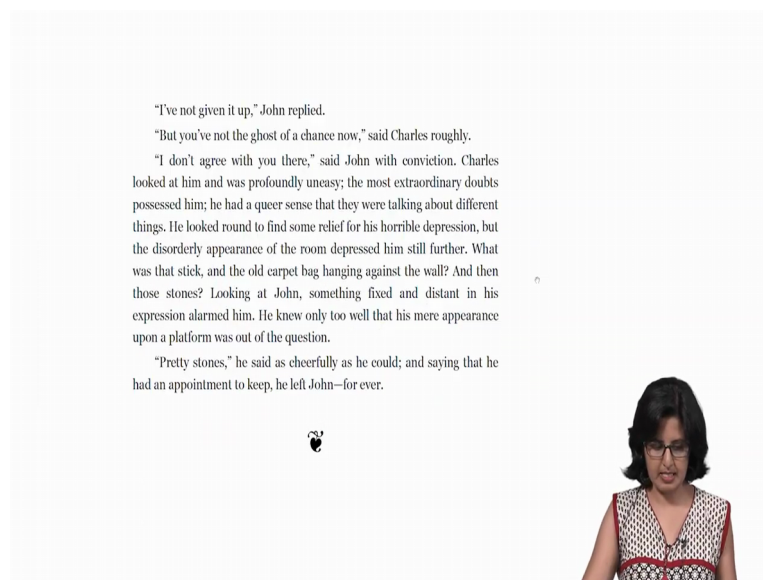 “I’ve not given it up,” John replied.
“But you’ve not the ghost of a chance now,” said Charles roughly.
“I don’t agree with you there,” said John with conviction. Charles
looked at him and was profoundly uneasy; the most extraordinary doubts
possessed him; he had a queer sense that they were talking about different
things. He looked round to find some relief for his horrible depression, but
the disorderly appearance of the room depressed him still further. What
was that stick, and the old carpet bag hanging against the wall? And then
those stones? Looking at John, something fixed and distant in his
expression alarmed him. He knew only too well that his mere appearance
upon a platform was out of the question.
“Pretty stones,” he said as cheerfully as he could; and saying that he
had an appointment to keep, he left John—for ever.